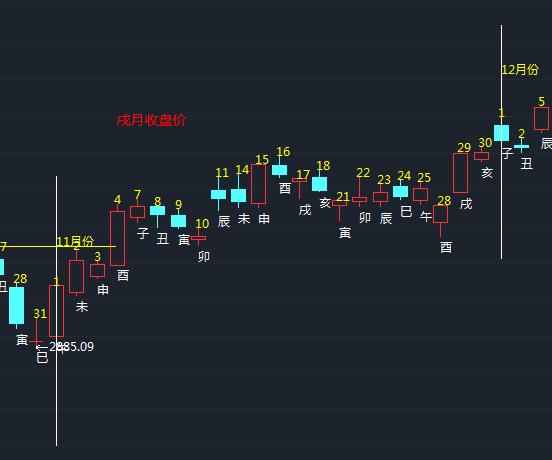 12月份
戌月收盘价
29 30 1 2 5
子 丑 辰
亥
15 16 17 18
11 14
22 23 24 25
21 28
酉 戌 亥
辰 未 申
寅 卯 辰 巳 午 酉 戌
4 7 8 9 10
子 丑 寅 卯
7
11月份
2 3
酉
丑 28
申
1
未
31
寅
2885.09
巳